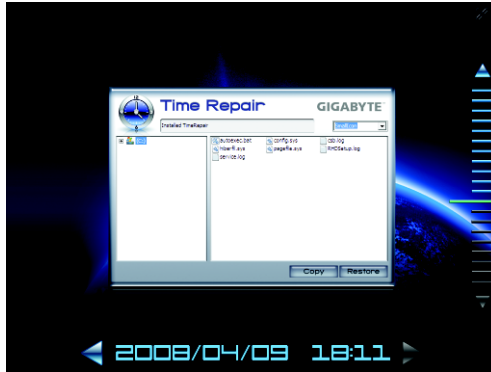 Time Repair
GIGABYTE
Installed TimeRepair
autoexec.bat config.sys csb.log
hiberfil.sys pagefile.sys RHDSetup.log
service.log
Copy Restore
2008/04/09 18:11